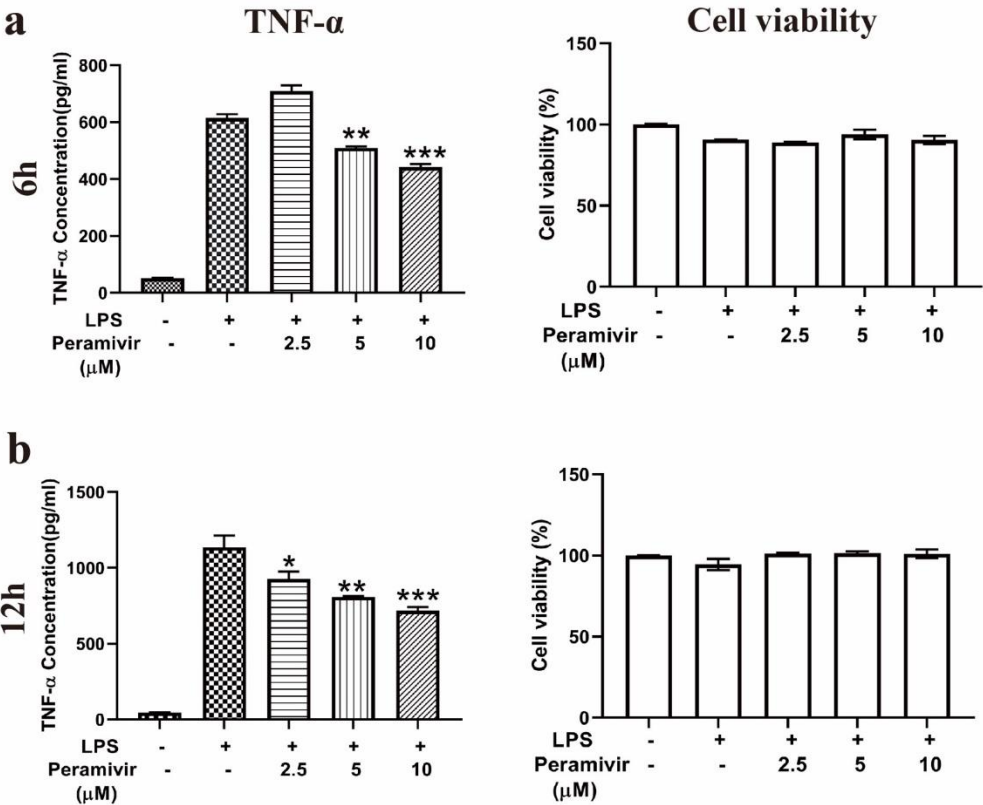 a
TNF-α
Cell viability
6h
TNF-α Concentration(pg/ml)
800
600
400
200
0
** ***
LPS - + + + +
Peramivir - - 2.5 5 10
(μM)
Cell viability (%)
150
100
50
0
LPS - + + + +
Peramivir - - 2.5 5 10
(μM)
b
12h
TNF-α Concentration(pg/ml)
1500
1000
500
0
* ** ***
LPS - + + + +
Peramivir - - 2.5 5 10
(μM)
Cell viability (%)
150
100
50
0
LPS - + + + +
Peramivir - - 2.5 5 10
(μM)